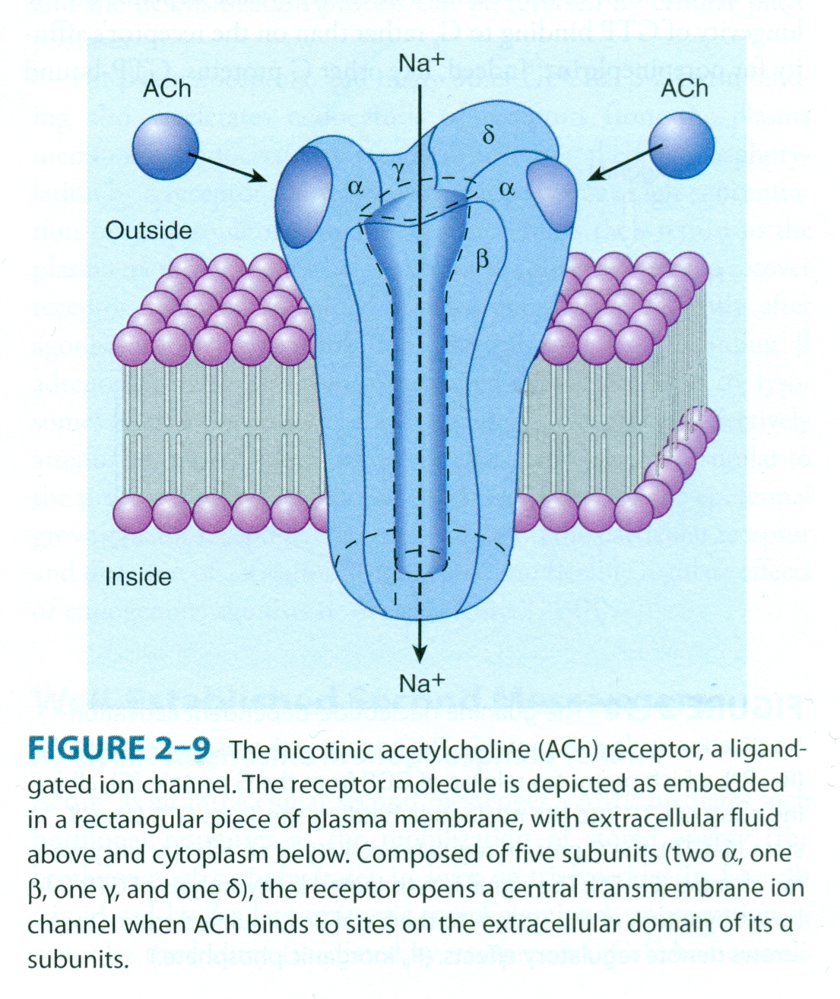 Na+
ACh
ACh
δ
γ
α
α
Outside
β
Inside
Na+
FIGURE 2–9 The nicotinic acetylcholine (ACh) receptor, a ligand-
gated ion channel. The receptor molecule is depicted as embedded
in a rectangular piece of plasma membrane, with extracellular fluid
above and cytoplasm below. Composed of five subunits (two α, one
β, one γ, and one δ), the receptor opens a central transmembrane ion
channel when ACh binds to sites on the extracellular domain of its α
subunits.